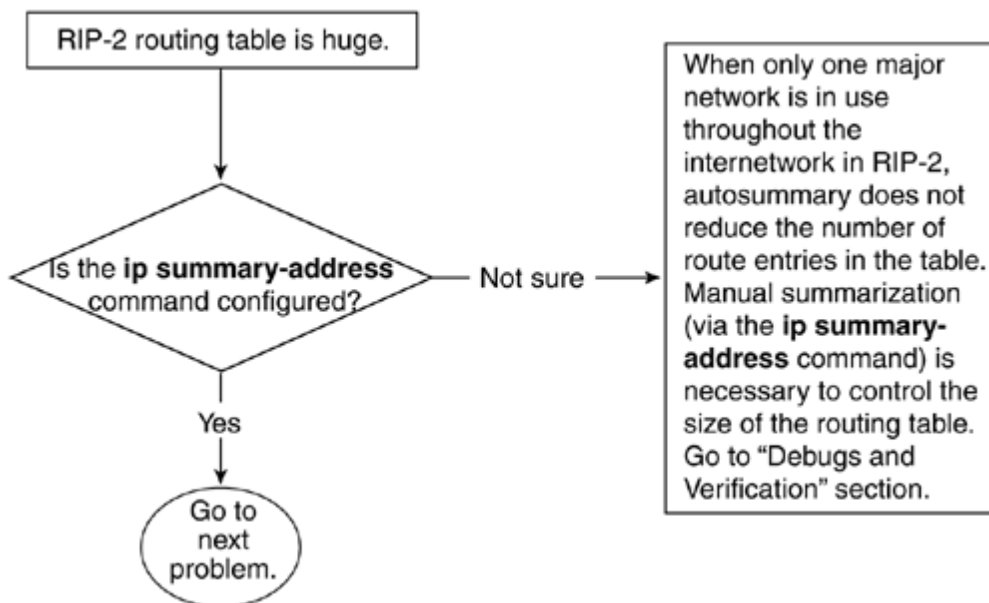 RIP-2 routing table is huge.
Is the ip summary-address
command configured?
Not sure
When only one major
network is in use
throughout the
internetwork in RIP-2,
autosummary does not
reduce the number of
route entries in the table.
Manual summarization
(via the ip summary-
address command) is
necessary to control the
size of the routing table.
Go to “Debugs and
Verification” section.
Yes
Go to
next
problem.